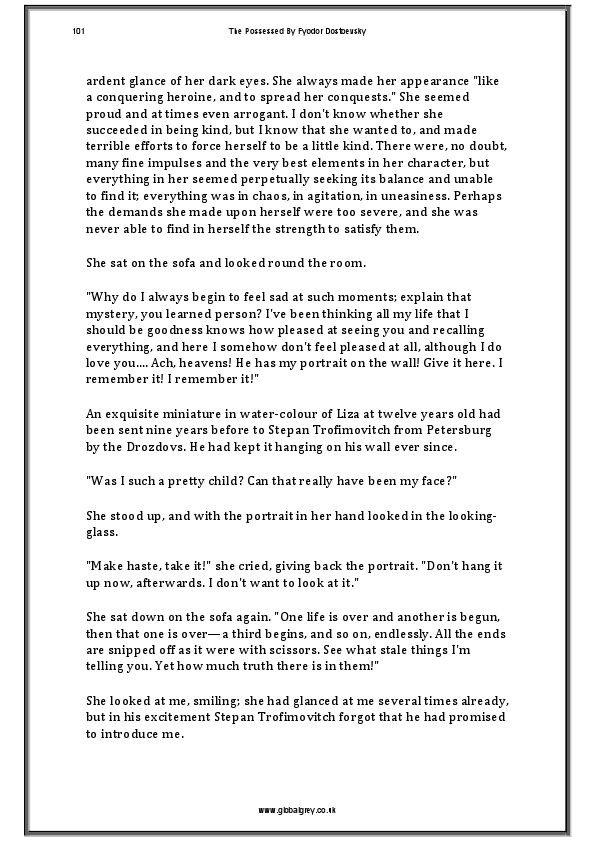 101
The Possessed By Fyodor Dostoevsky
ardent glance of her dark eyes. She always made her appearance "like
a conquering heroine, and to spread her conquests." She seemed
proud and at times even arrogant. I don't know whether she
succeeded in being kind, but I know that she wanted to, and made
terrible efforts to force herself to be a little kind. There were, no doubt,
many fine impulses and the very best elements in her character, but
everything in her seemed perpetually seeking its balance and unable
to find it; everything was in chaos, in agitation, in uneasiness. Perhaps
the demands she made upon herself were too severe, and she was
never able to find in herself the strength to satisfy them.
She sat on the sofa and looked round the room.
"Why do I always begin to feel sad at such moments; explain that
mystery, you learned person? I've been thinking all my life that I
should be goodness knows how pleased at seeing you and recalling
everything, and here I somehow don't feel pleased at all, although I do
love you.... Ach, heavens! He has my portrait on the wall! Give it here. I
remember it! I remember it!"
An exquisite miniature in water-colour of Liza at twelve years old had
been sent nine years before to Stepan Trofimovitch from Petersburg
by the Drozdovs. He had kept it hanging on his wall ever since.
"Was I such a pretty child? Can that really have been my face?"
She stood up, and with the portrait in her hand looked in the looking-
glass.
"Make haste, take it!" she cried, giving back the portrait. "Don't hang it
up now, afterwards. I don't want to look at it."
She sat down on the sofa again. "One life is over and another is begun,
then that one is over—a third begins, and so on, endlessly. All the ends
are snipped off as it were with scissors. See what stale things I'm
telling you. Yet how much truth there is in them!"
She looked at me, smiling; she had glanced at me several times already,
but in his excitement Stepan Trofimovitch forgot that he had promised
to introduce me.
www.globalgrey.co.uk